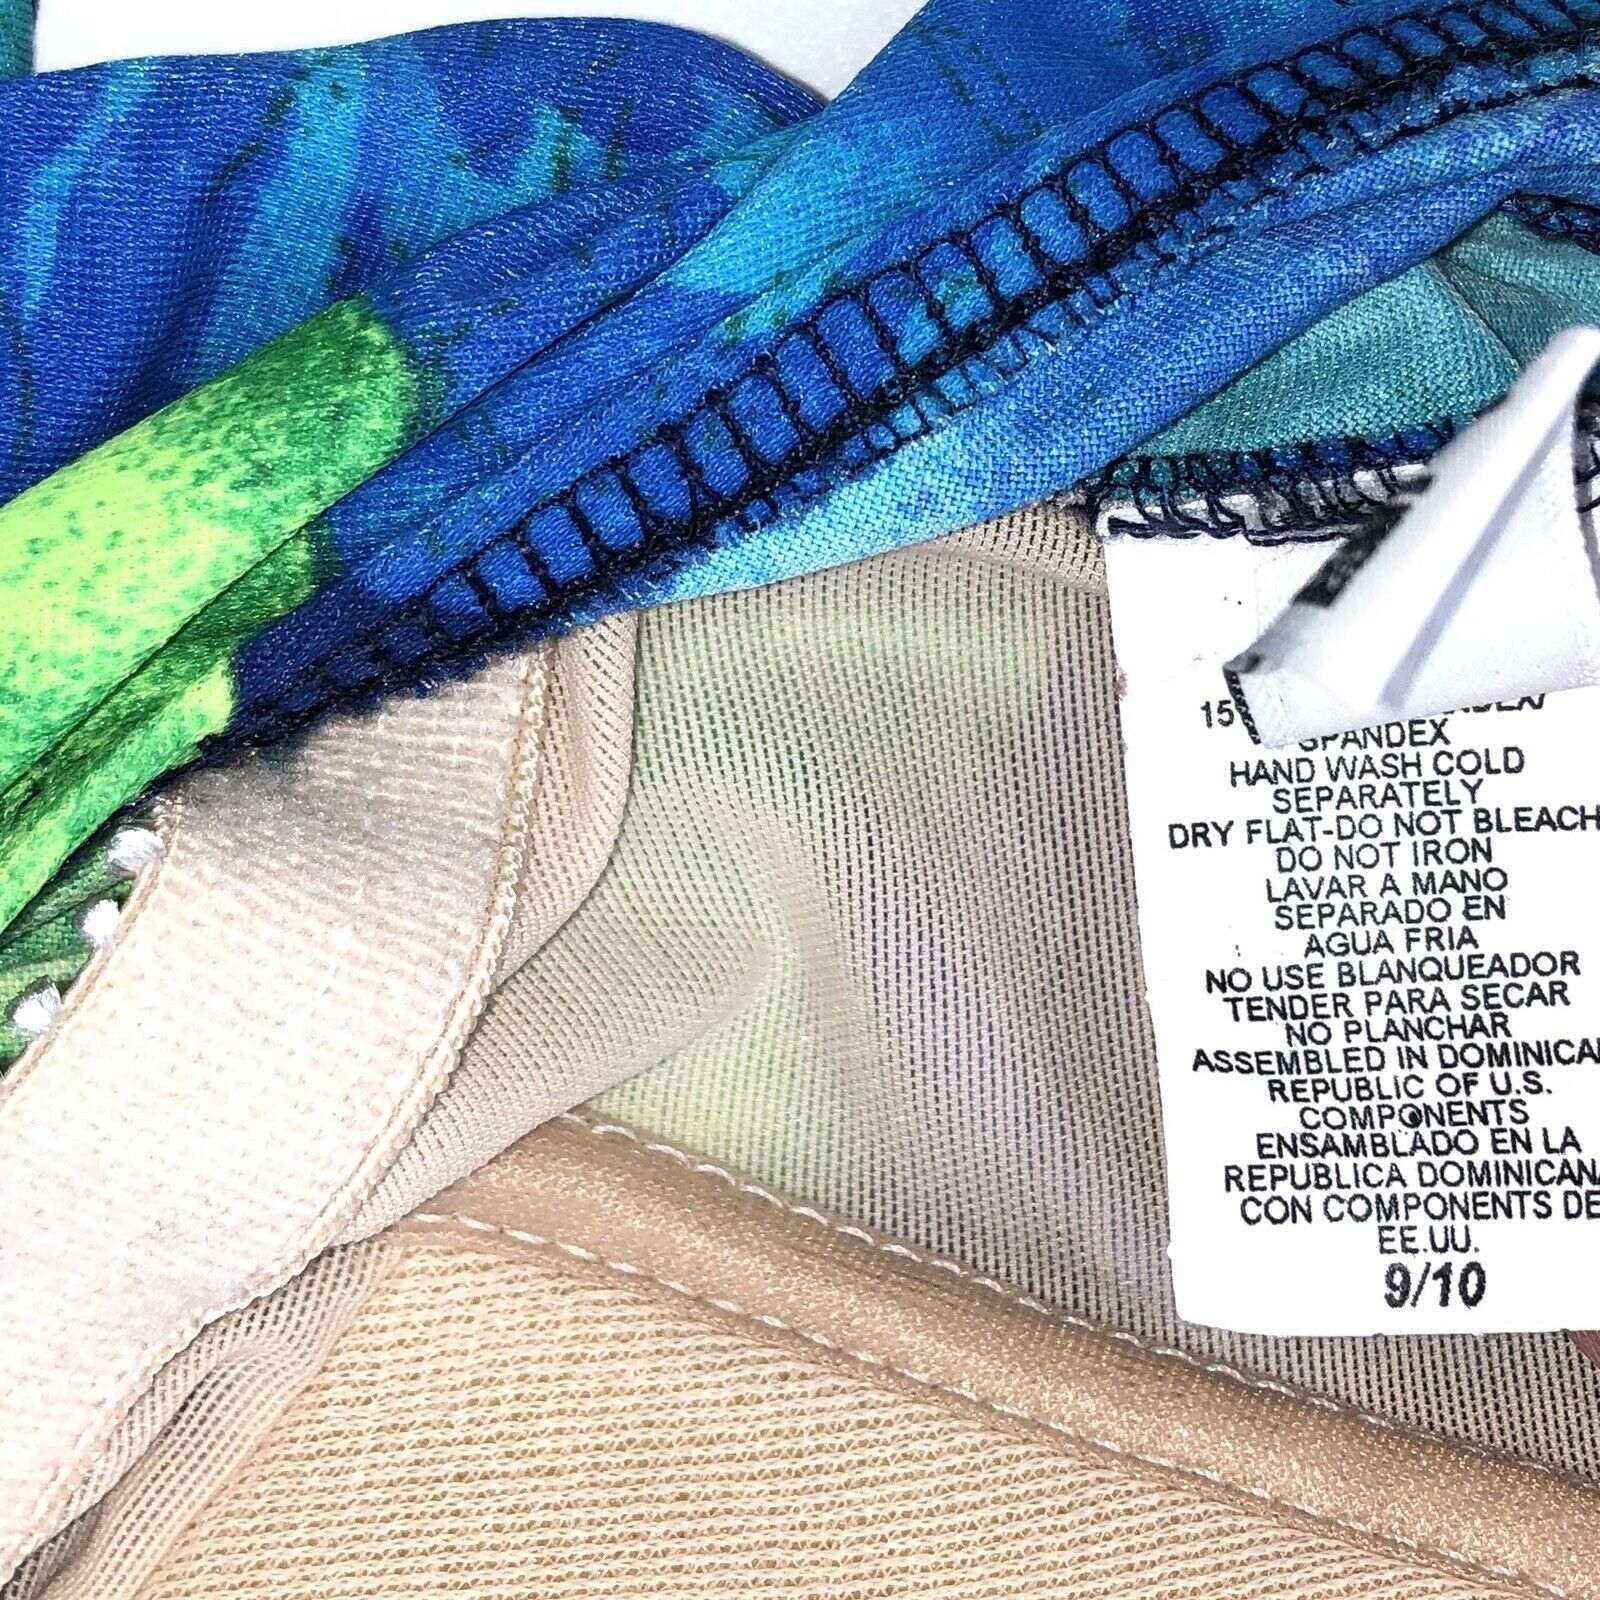 15
SPANDEX
HAND WASH COLD
SEPARATELY
DRY FLAT-DO NOT BLEACH
DO NOT IRON
LAVAR A MANO
SEPARADO EN
AGUA FRIA
NO USE BLANQUEADOR
TENDER PARA SECAR
NO PLANCHAR
ASSEMBLED IN DOMINICA
REPUBLIC OF U.S.
COMPONENTS
ENSAMBLADO EN LA
REPUBLICA DOMINICANA
CON COMPONENTS DE
EE.UU.
9/10